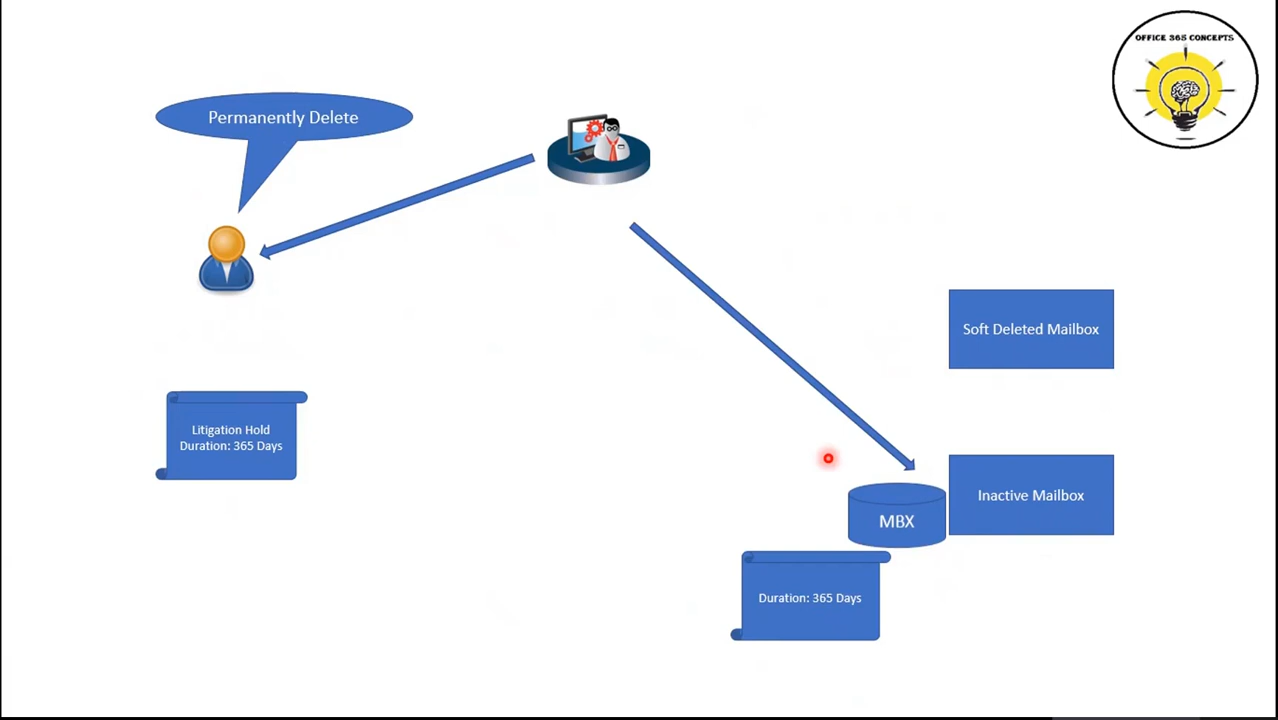 OFFICE 365 CONCEPTS
Permanently Delete
Soft Deleted Mailbox
Litigation Hold
Duration: 365 Days
Inactive Mailbox
MBX
Duration: 365 Days